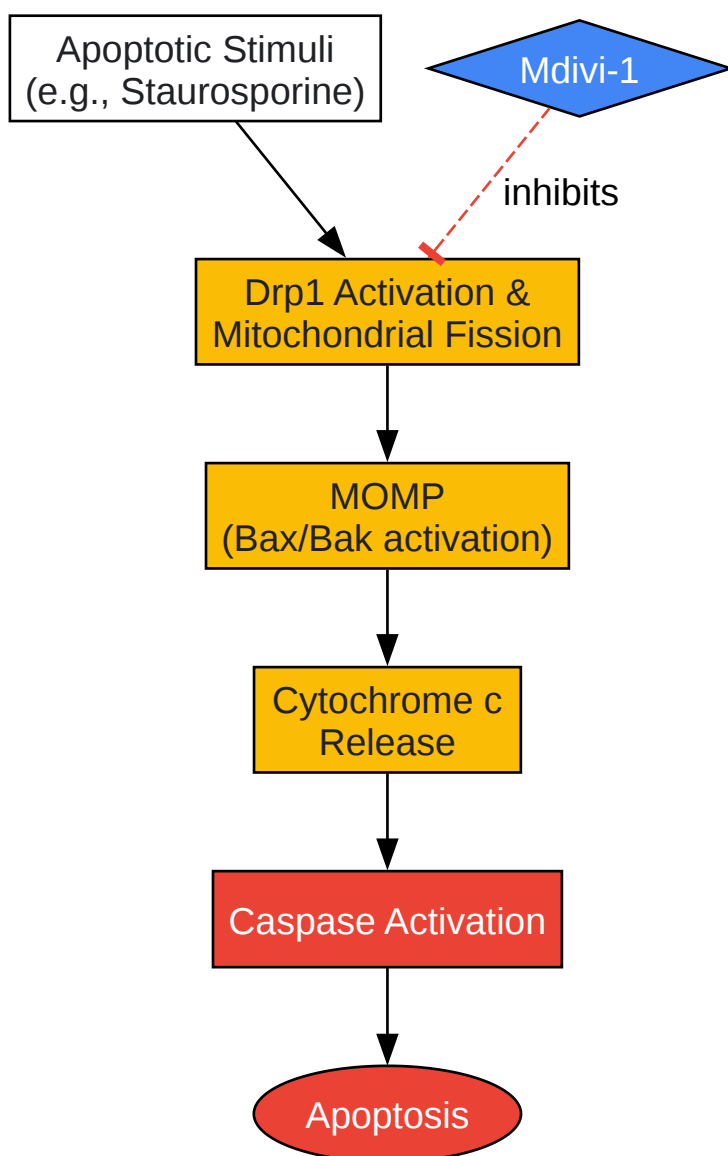 Apoptotic Stimuli
(e.g., Staurosporine)
Mdivi-1
inhibits
Drp1 Activation &
Mitochondrial Fission
MOMP
(Bax/Bak activation)
Cytochrome c
Release
Caspase Activation
Apoptosis